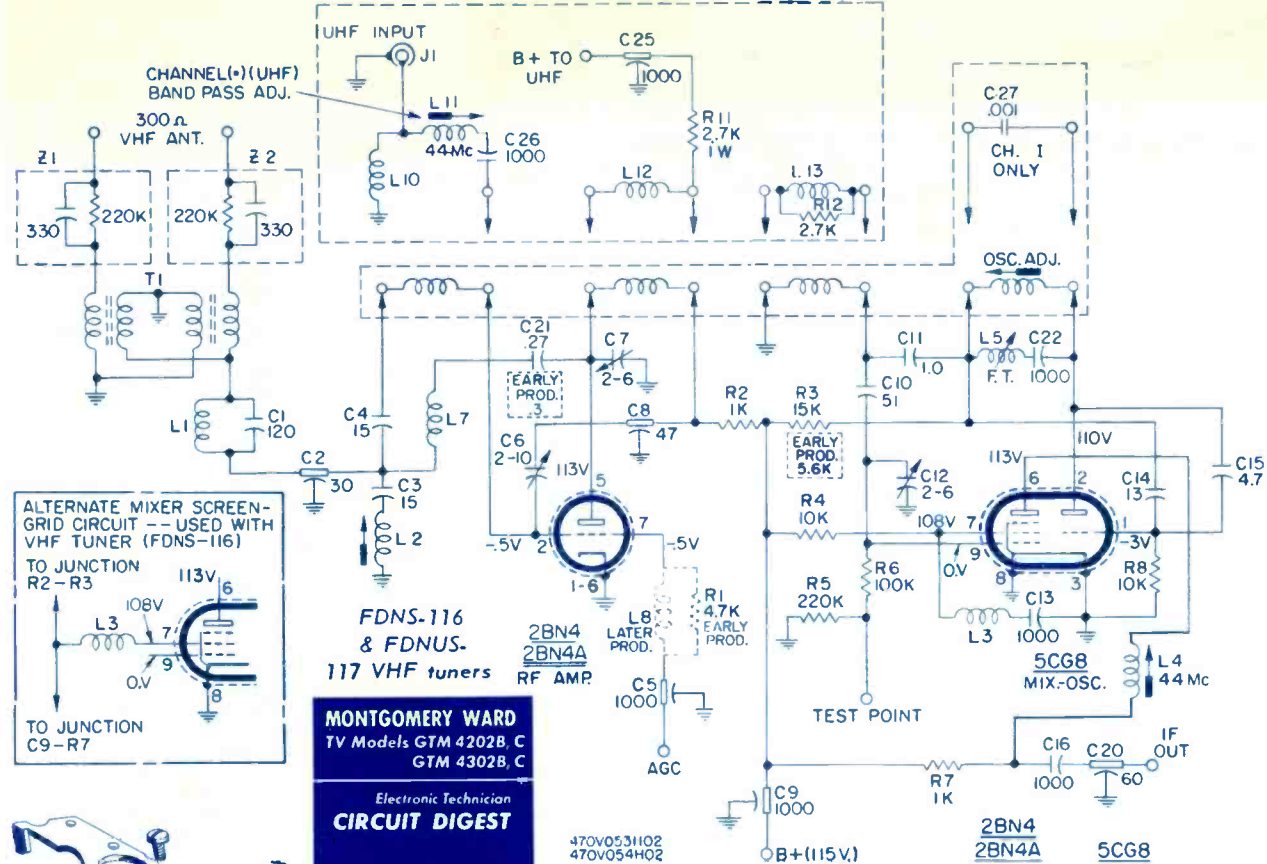 UHF INPUT
J1
CHANNEL(•)(UHF)
BAND PASS ADJ.
L11
44Mc
C26
1000
L10
B+ TO
UHF
C25
1000
R11
2.7K
1W
L12
L13
R12
2.7K
C27
.001
CH. 1
ONLY
300Ω
VHF ANT.
Z1
Z2
330
220K
220K
330
T1
OSC. ADJ.
L1
C1
120
C2
30
C4
15
C3
15
L2
L7
C21
.27
EARLY
PROD.
.3
C7
2-6
C6
2-10
C8
47
R2
1K
R3
15K
EARLY
PROD.
5.6K
C11
1.0
C10
51
L5
F.T.
C22
1000
113V
5
-.5V
2
7
-.5V
1-6
C12
2-6
110V
113V
6
2
C14
13
C15
4.7
R4
10K
108V
7
9
0.V
8
3
1
-3V
R8
10K
R5
220K
R6
100K
L3
C13
1000
5CG8
MIX.-OSC.
L4
44Mc
ALTERNATE MIXER SCREEN-
GRID CIRCUIT -- USED WITH
VHF TUNER (FDNS-116)
TO JUNCTION
R2-R3
113V
6
108V
L3
7
9
0.V
8
TO JUNCTION
C9-R7
FDNS-116
& FDNUS-
117 VHF tuners
2BN4
2BN4A
RF AMP.
L8
LATER
PROD.
R1
4.7K
EARLY
PROD.
C5
1000
AGC
TEST POINT
MONTGOMERY WARD
TV Models GTM 4202B, C
GTM 4302B, C
Electronic Technician
CIRCUIT DIGEST
470V053H02
470V054H02
C9
1000
B+(115V.)
R7
1K
C16
1000
C20
60
IF
OUT
2BN4
2BN4A
5CG8